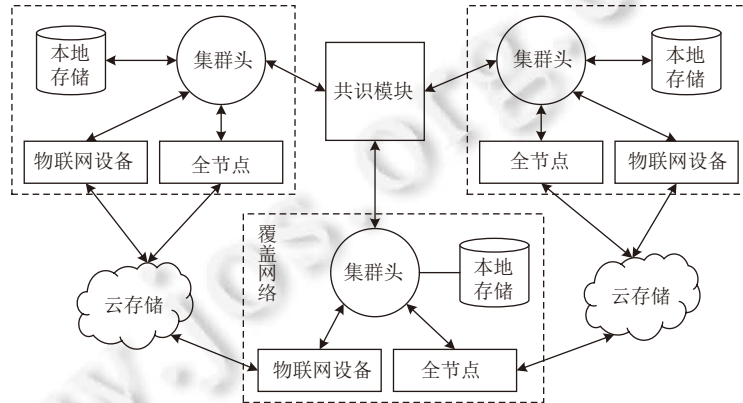 本地
存储
集群头
物联网设备
全节点
共识模块
集群头
本地
存储
全节点
物联网设备
云存储
覆盖网络
集群头
本地
存储
物联网设备
全节点
云存储